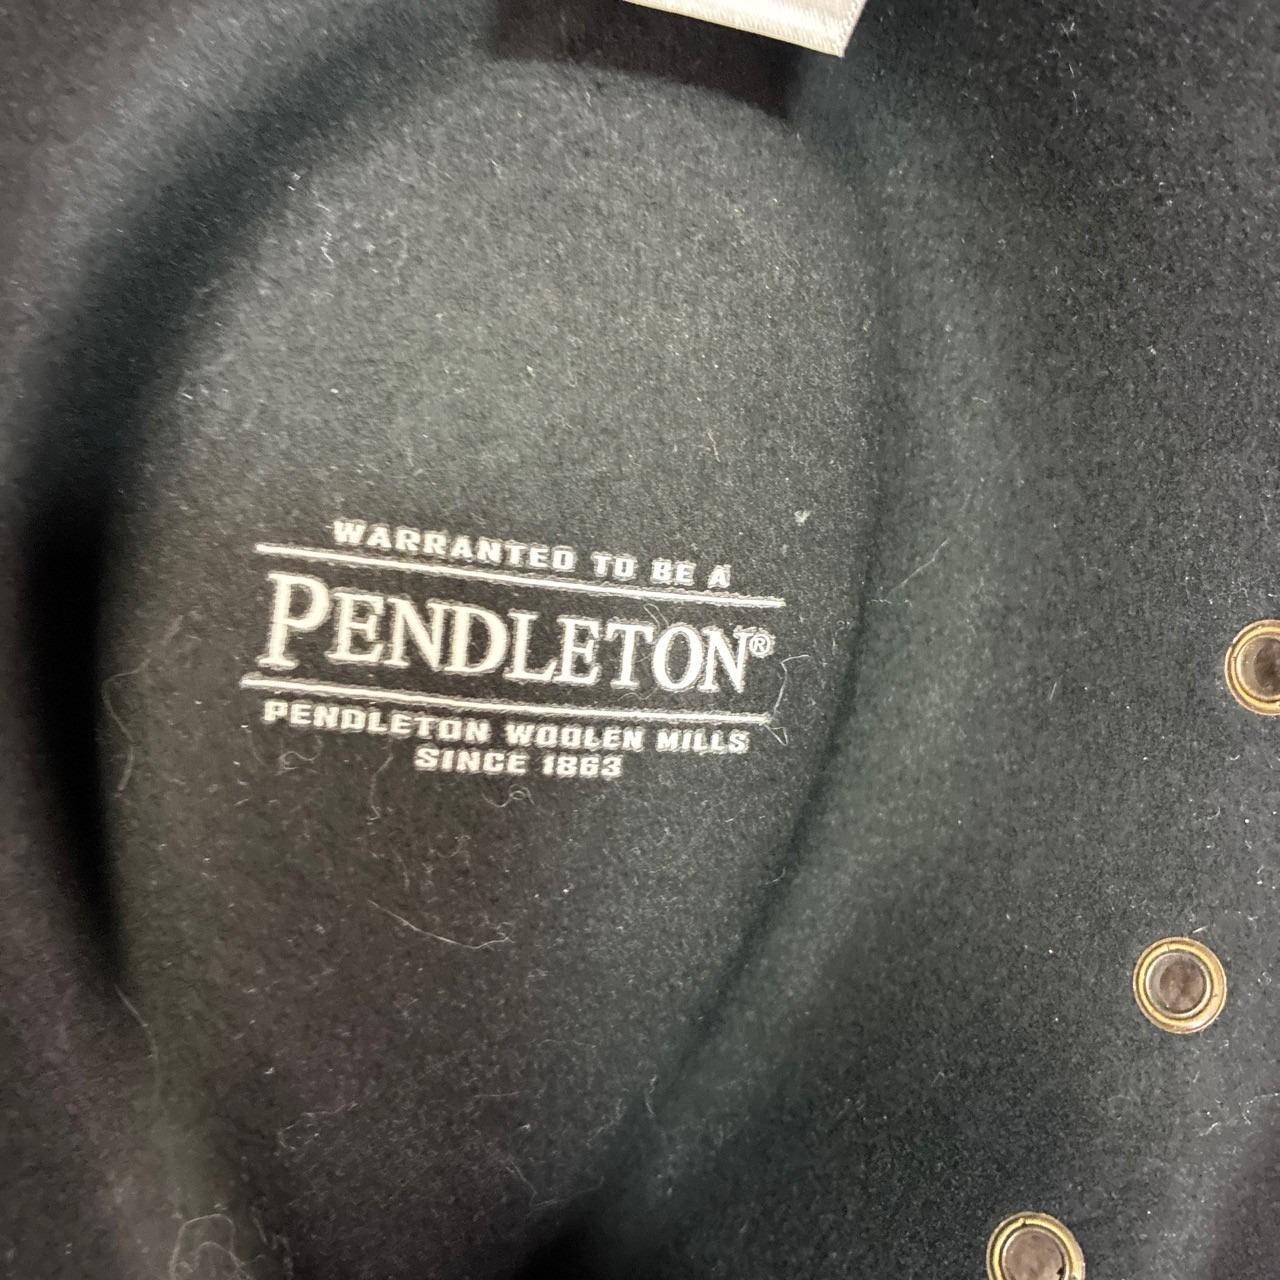 WARRANTED TO BE A
PENDLETON®
PENDLETON WOOLEN MILLS
SINCE 1863